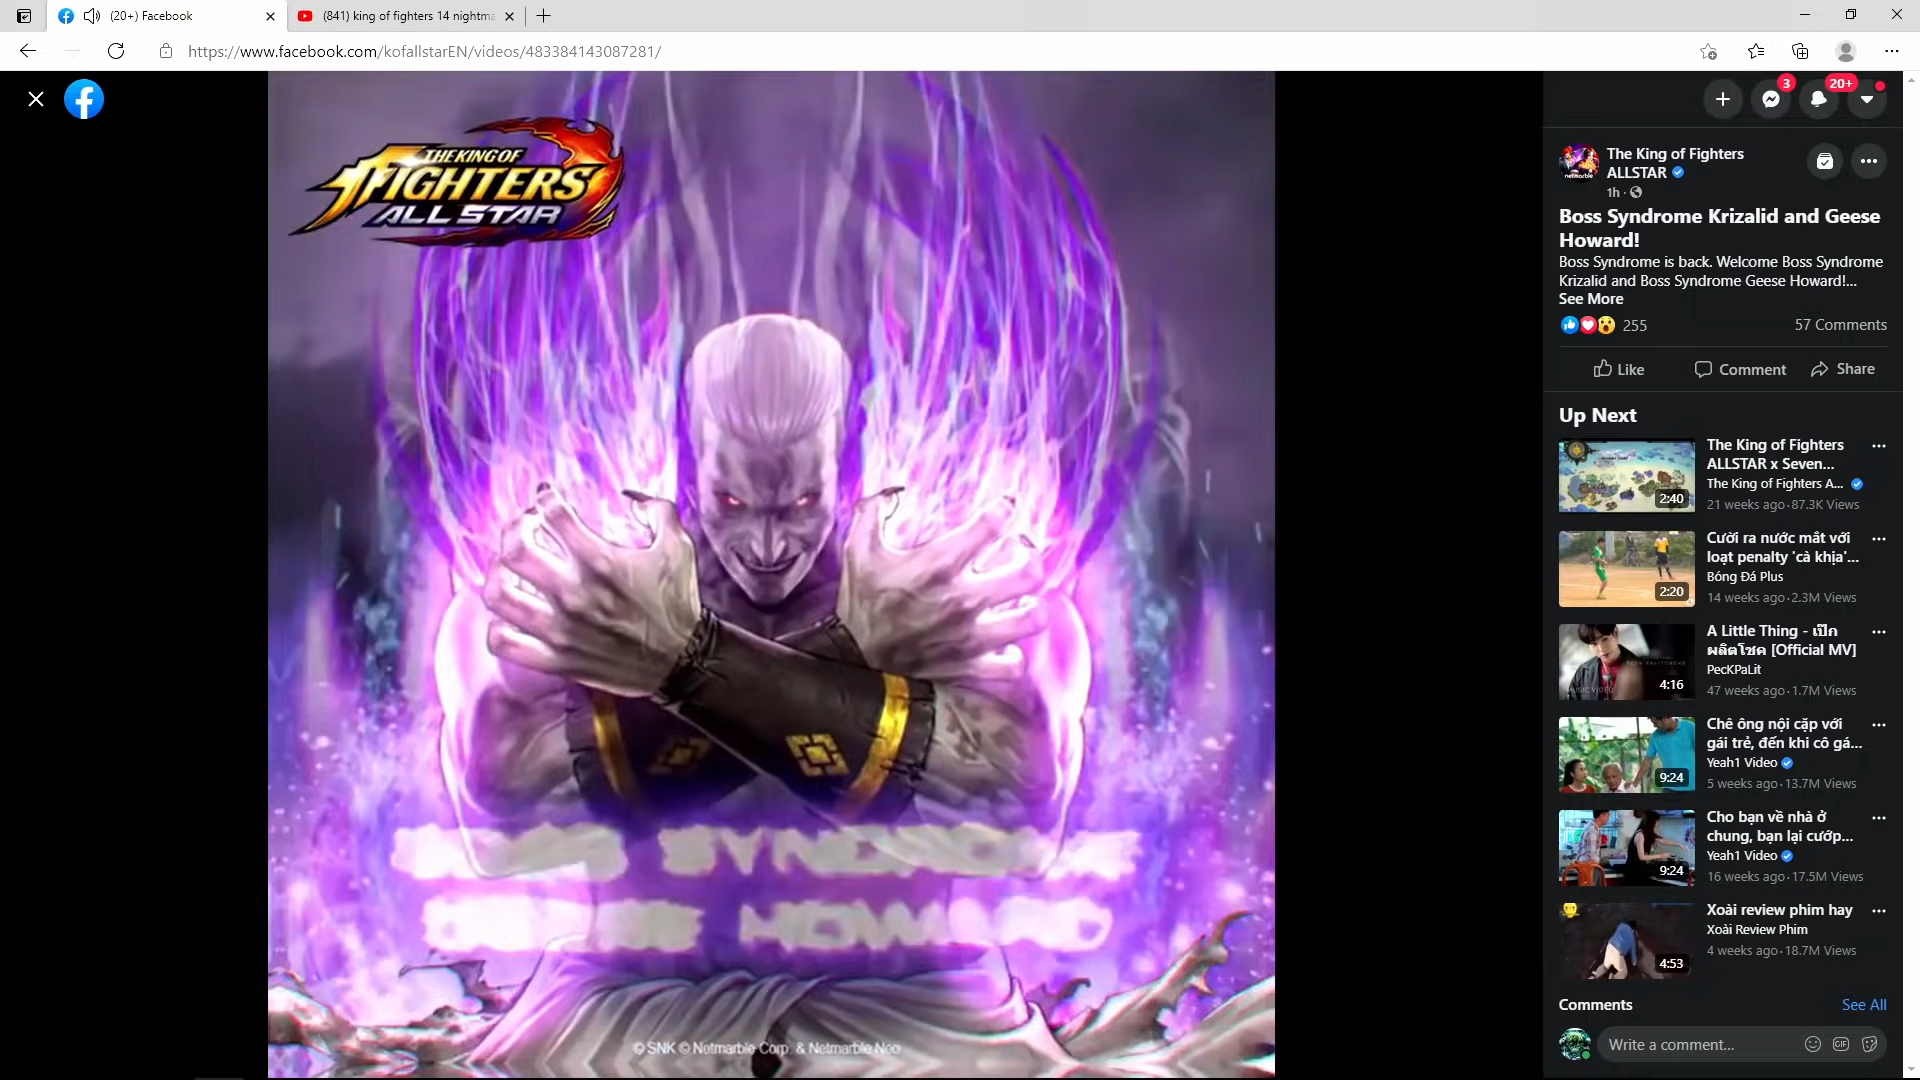 (20+) Facebook
(841) king of fighters 14 nightma
https://www.facebook.com/kofallstarEN/videos/483384143087281/
THE KING OF
FIGHTERS
ALL STAR
BOSS SYNDROME
GEESE HOWARD
© SNK © Netmarble Corp. & Netmarble Neo
3
20+
netmarble
The King of Fighters
ALLSTAR
1h ·
Boss Syndrome Krizalid and Geese
Howard!
Boss Syndrome is back. Welcome Boss Syndrome
Krizalid and Boss Syndrome Geese Howard!...
See More
255
57 Comments
Like
Comment
Share
Up Next
2:40
The King of Fighters
ALLSTAR x Seven...
The King of Fighters A...
21 weeks ago · 87.3K Views
2:20
Cười ra nước mắt với
loạt penalty 'cà khịa'...
Bóng Đá Plus
14 weeks ago · 2.3M Views
4:16
A Little Thing - เป๊ก
ผลิตโชค [Official MV]
PecKPaLit
47 weeks ago · 1.7M Views
9:24
Chê ông nội cặp với
gái trẻ, đến khi cô gá...
Yeah1 Video
5 weeks ago · 13.7M Views
9:24
Cho bạn về nhà ở
chung, bạn lại cướp...
Yeah1 Video
16 weeks ago · 17.5M Views
4:53
Xoài review phim hay
Xoài Review Phim
4 weeks ago · 18.7M Views
Comments
See All
Write a comment...
GIF